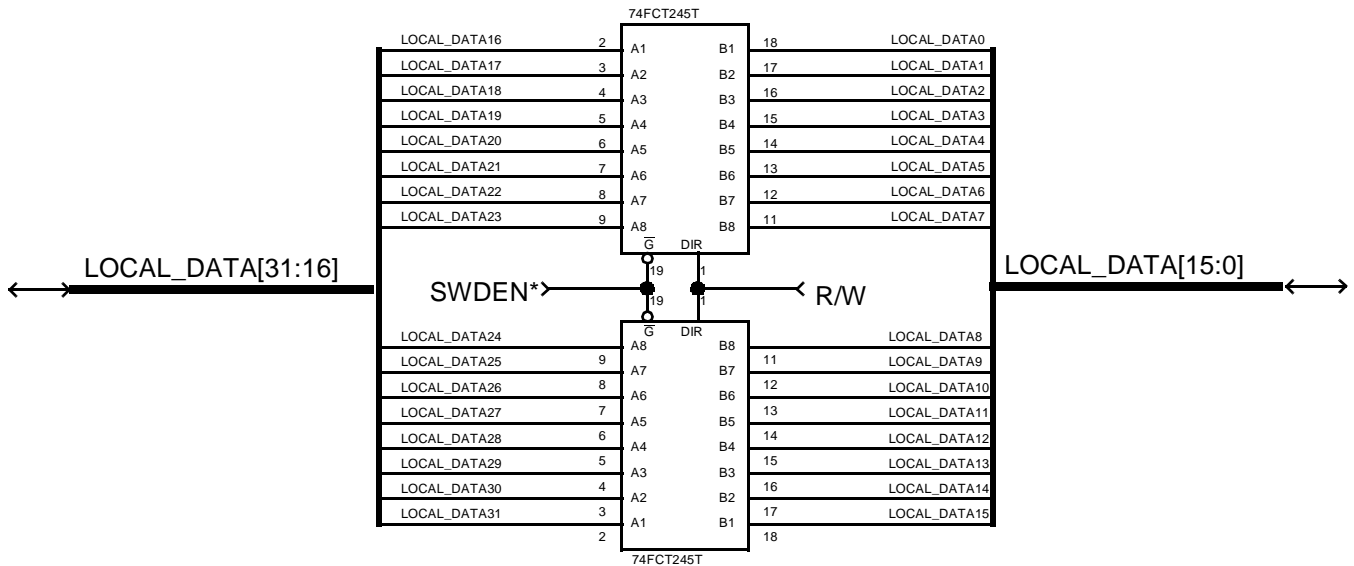 74FCT245T
LOCAL_DATA16 2 A1 B1 18 LOCAL_DATA0
LOCAL_DATA17 3 A2 B2 17 LOCAL_DATA1
LOCAL_DATA18 4 A3 B3 16 LOCAL_DATA2
LOCAL_DATA19 5 A4 B4 15 LOCAL_DATA3
LOCAL_DATA20 6 A5 B5 14 LOCAL_DATA4
LOCAL_DATA21 7 A6 B6 13 LOCAL_DATA5
LOCAL_DATA22 8 A7 B7 12 LOCAL_DATA6
LOCAL_DATA23 9 A8 B8 11 LOCAL_DATA7
G̅ DIR
19 1
LOCAL_DATA[31:16] SWDEN* R/W LOCAL_DATA[15:0]
19 1
G̅ DIR
LOCAL_DATA24 A8 B8 LOCAL_DATA8
LOCAL_DATA25 9 A7 B7 11 LOCAL_DATA9
LOCAL_DATA26 8 A6 B6 12 LOCAL_DATA10
LOCAL_DATA27 7 A5 B5 13 LOCAL_DATA11
LOCAL_DATA28 6 A4 B4 14 LOCAL_DATA12
LOCAL_DATA29 5 A3 B3 15 LOCAL_DATA13
LOCAL_DATA30 4 A2 B2 16 LOCAL_DATA14
LOCAL_DATA31 3 A1 B1 17 LOCAL_DATA15
2 18
74FCT245T